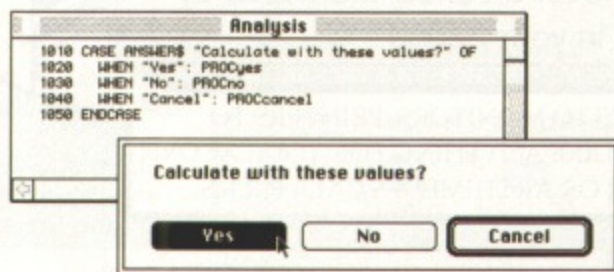 Analysis
1010 CASE ANSWER$ "Calculate with these values?" OF
1020 WHEN "Yes": PROCyes
1030 WHEN "No": PROCno
1040 WHEN "Cancel": PROCcancel
1050 ENDCASE
Calculate with these values?
Yes No Cancel